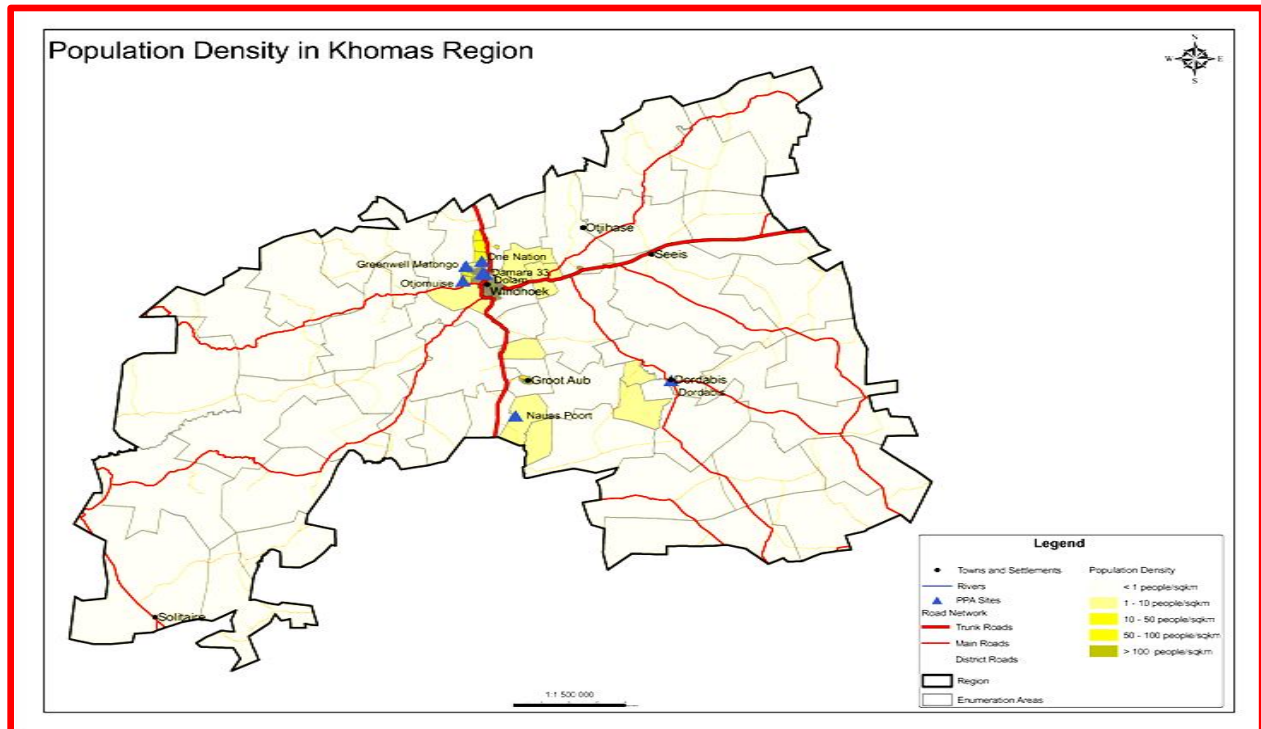 Population Density in Khomas Region
N
W E
S
Otjihase
Seeis
One Nation
Greenwell Matongo
Damara 33
Otjomuise
Dolam
Windhoek
Groot Aub
Dordabis
Dordabis
Nauas Poort
Solitaire
Legend
Towns and Settlements
Rivers
PPA Sites
Road Network
Trunk Roads
Main Roads
District Roads
Region
Enumeration Areas
Population Density
< 1 people/sqkm
1 - 10 people/sqkm
10 - 50 people/sqkm
50 - 100 people/sqkm
> 100 people/sqkm
1:1 500 000